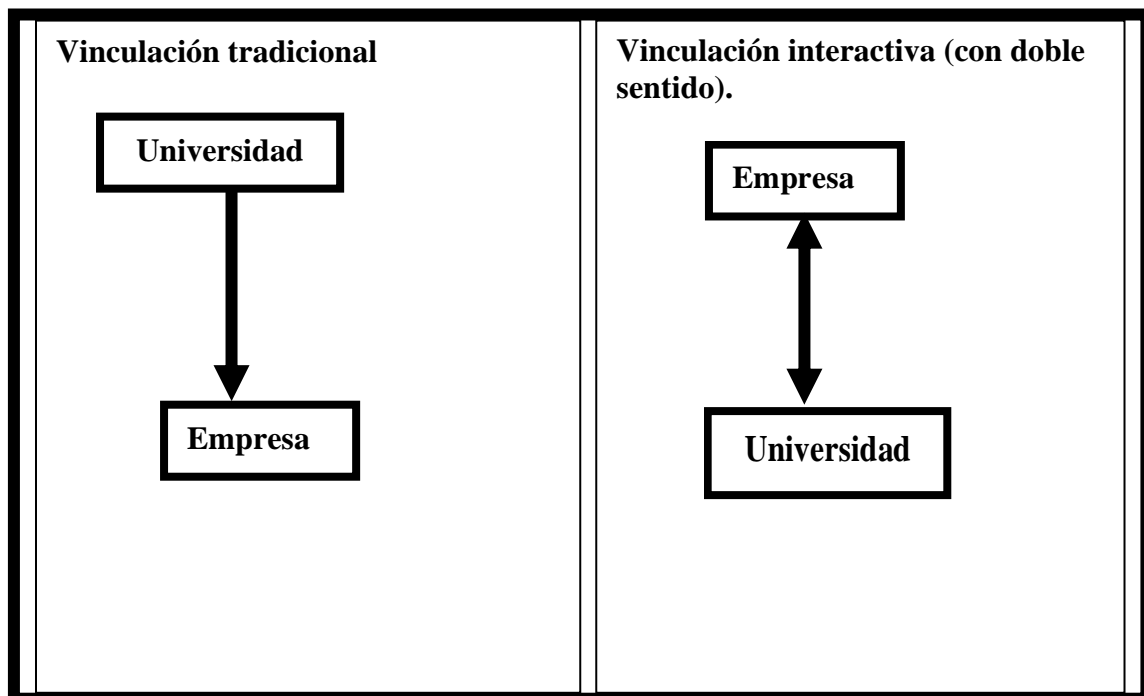 Vinculación tradicional
Universidad
Empresa
Vinculación interactiva (con doble
sentido).
Empresa
Universidad